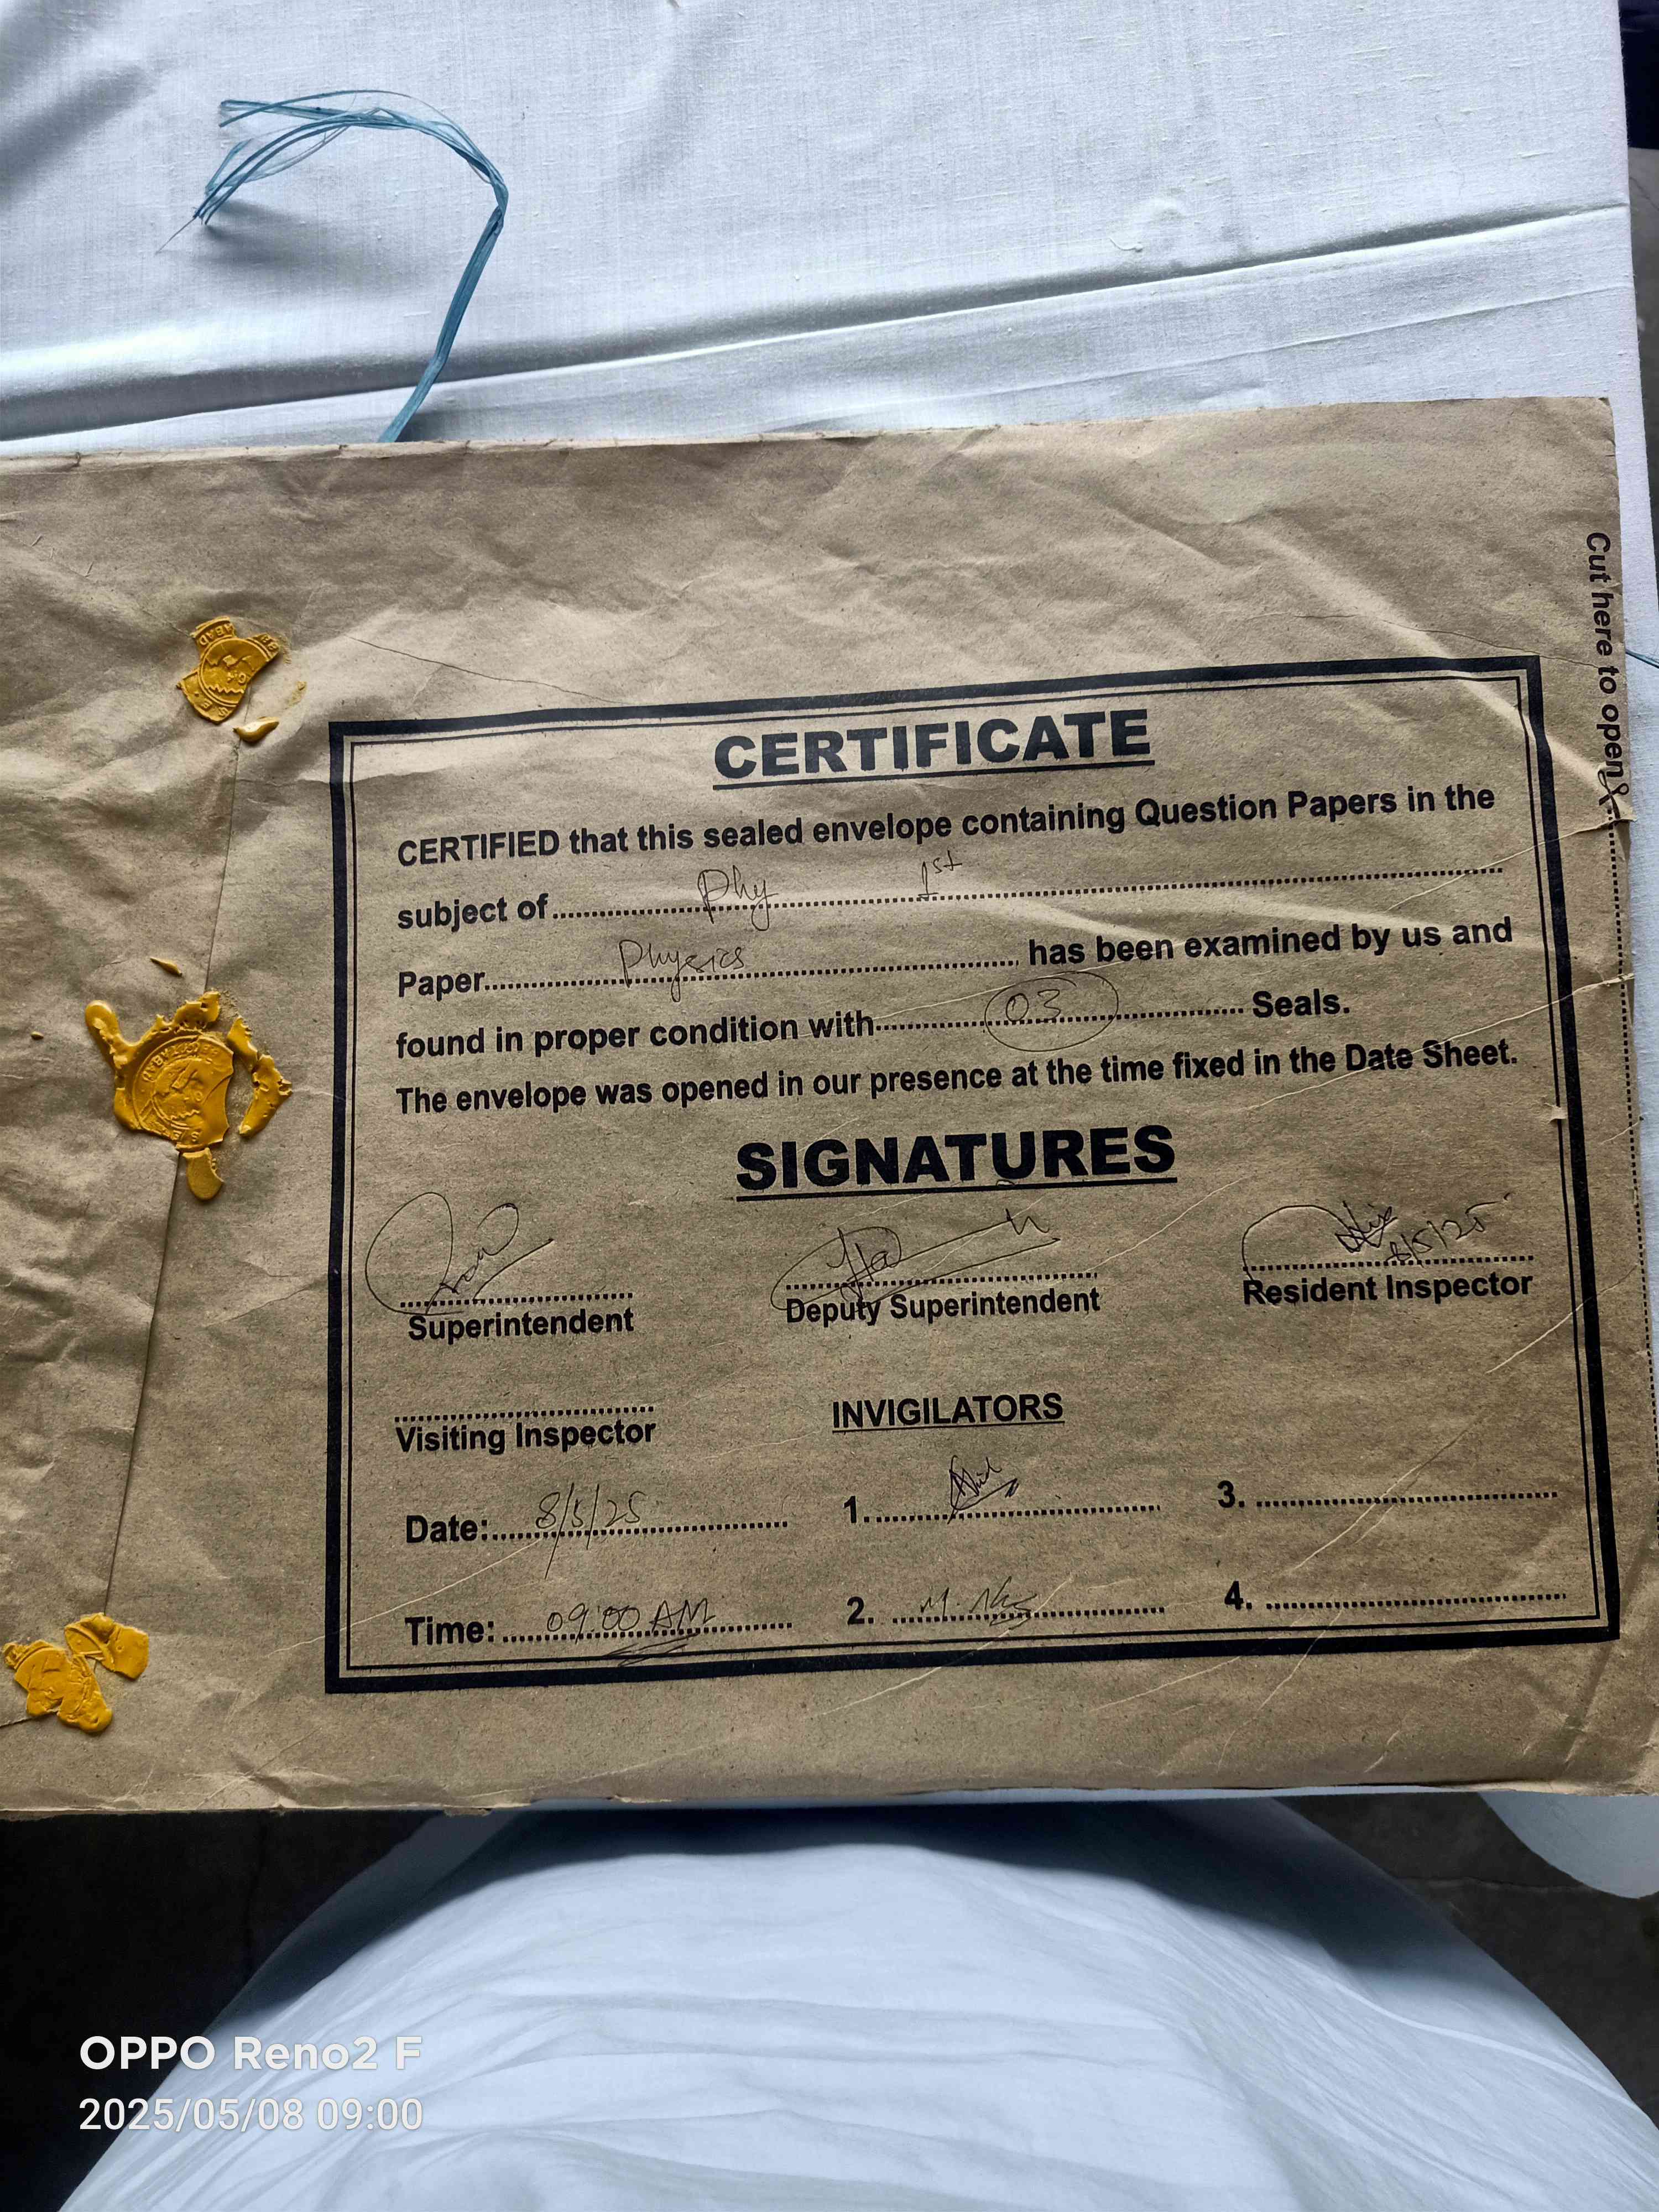 Cut here to open
CERTIFICATE
CERTIFIED that this sealed envelope containing Question Papers in the
subject of Phy 1st
Paper Physics has been examined by us and
found in proper condition with 03 Seals.
The envelope was opened in our presence at the time fixed in the Date Sheet.
SIGNATURES
8/5/25
Superintendent Deputy Superintendent Resident Inspector
Visiting Inspector INVIGILATORS
Date: 8/5/25 1. 3.
Time: 09:00 AM 2. 4.
OPPO Reno2 F
2025/05/08 09:00